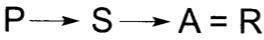 P → S → A = R